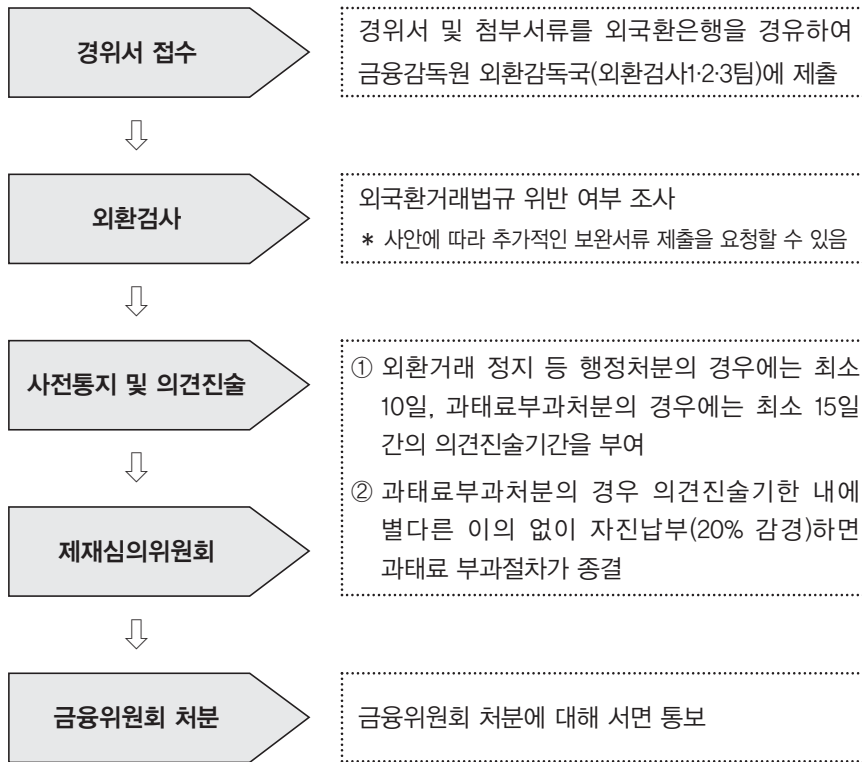 경위서 접수
경위서 및 첨부서류를 외국환은행을 경유하여
금융감독원 외환감독국(외환검사1·2·3팀)에 제출
외환검사
외국환거래법규 위반 여부 조사
* 사안에 따라 추가적인 보완서류 제출을 요청할 수 있음
사전통지 및 의견진술
① 외환거래 정지 등 행정처분의 경우에는 최소
10일, 과태료부과처분의 경우에는 최소 15일
간의 의견진술기간을 부여
② 과태료부과처분의 경우 의견진술기한 내에
별다른 이의 없이 자진납부(20% 감경)하면
과태료 부과절차가 종결
제재심의위원회
금융위원회 처분
금융위원회 처분에 대해 서면 통보